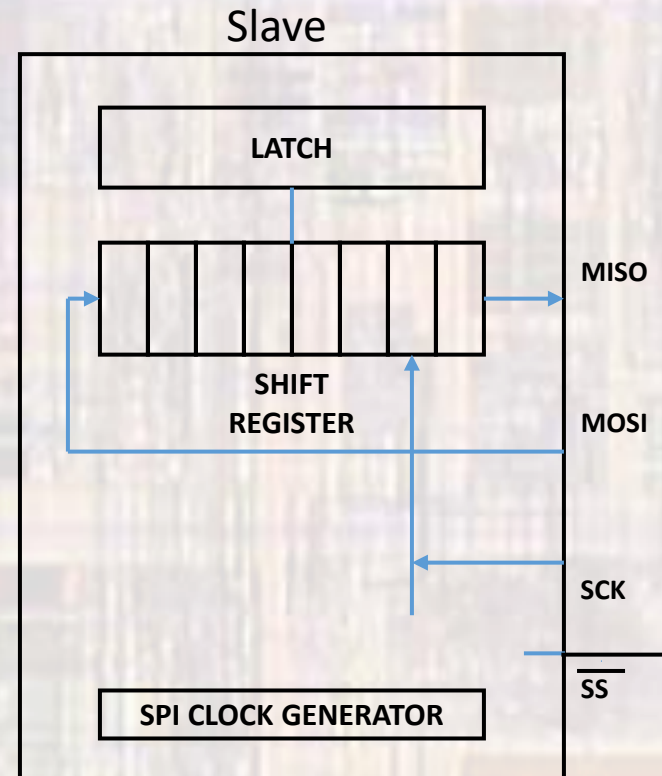 Slave
LATCH
MISO
SHIFT
REGISTER
MOSI
SCK
SS
SPI CLOCK GENERATOR